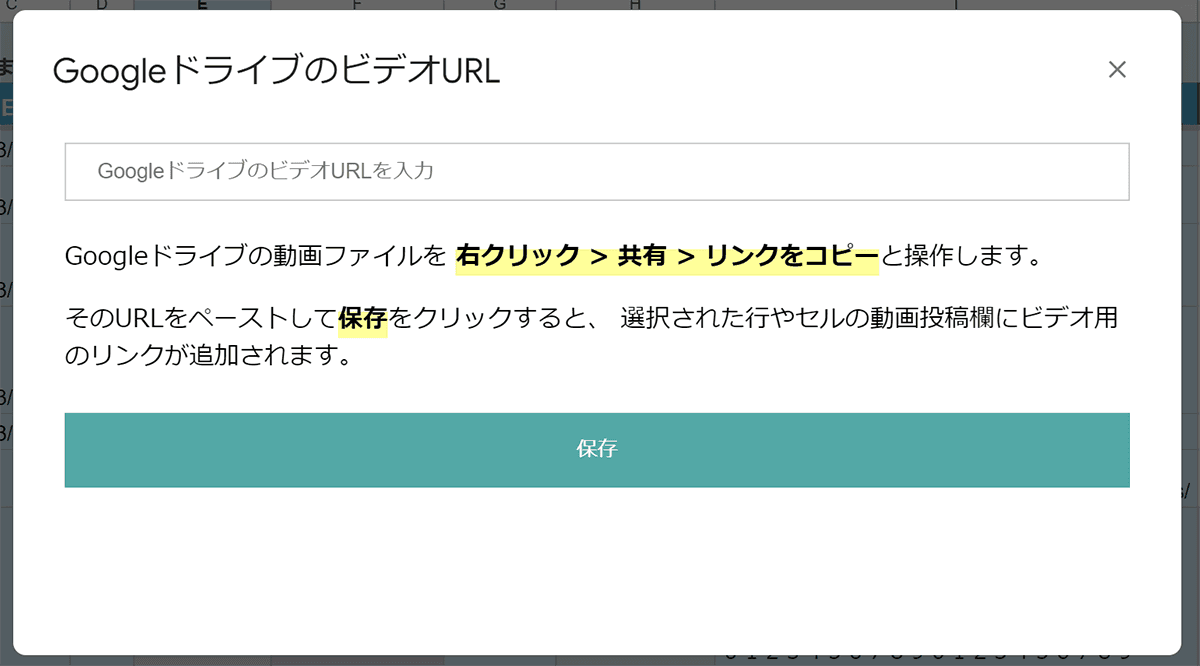 C D E F G H I
GoogleドライブのビデオURL
GoogleドライブのビデオURLを入力
Googleドライブの動画ファイルを 右クリック > 共有 > リンクをコピーと操作します。
そのURLをペーストして保存をクリックすると、 選択された行やセルの動画投稿欄にビデオ用
のリンクが追加されます。
保存